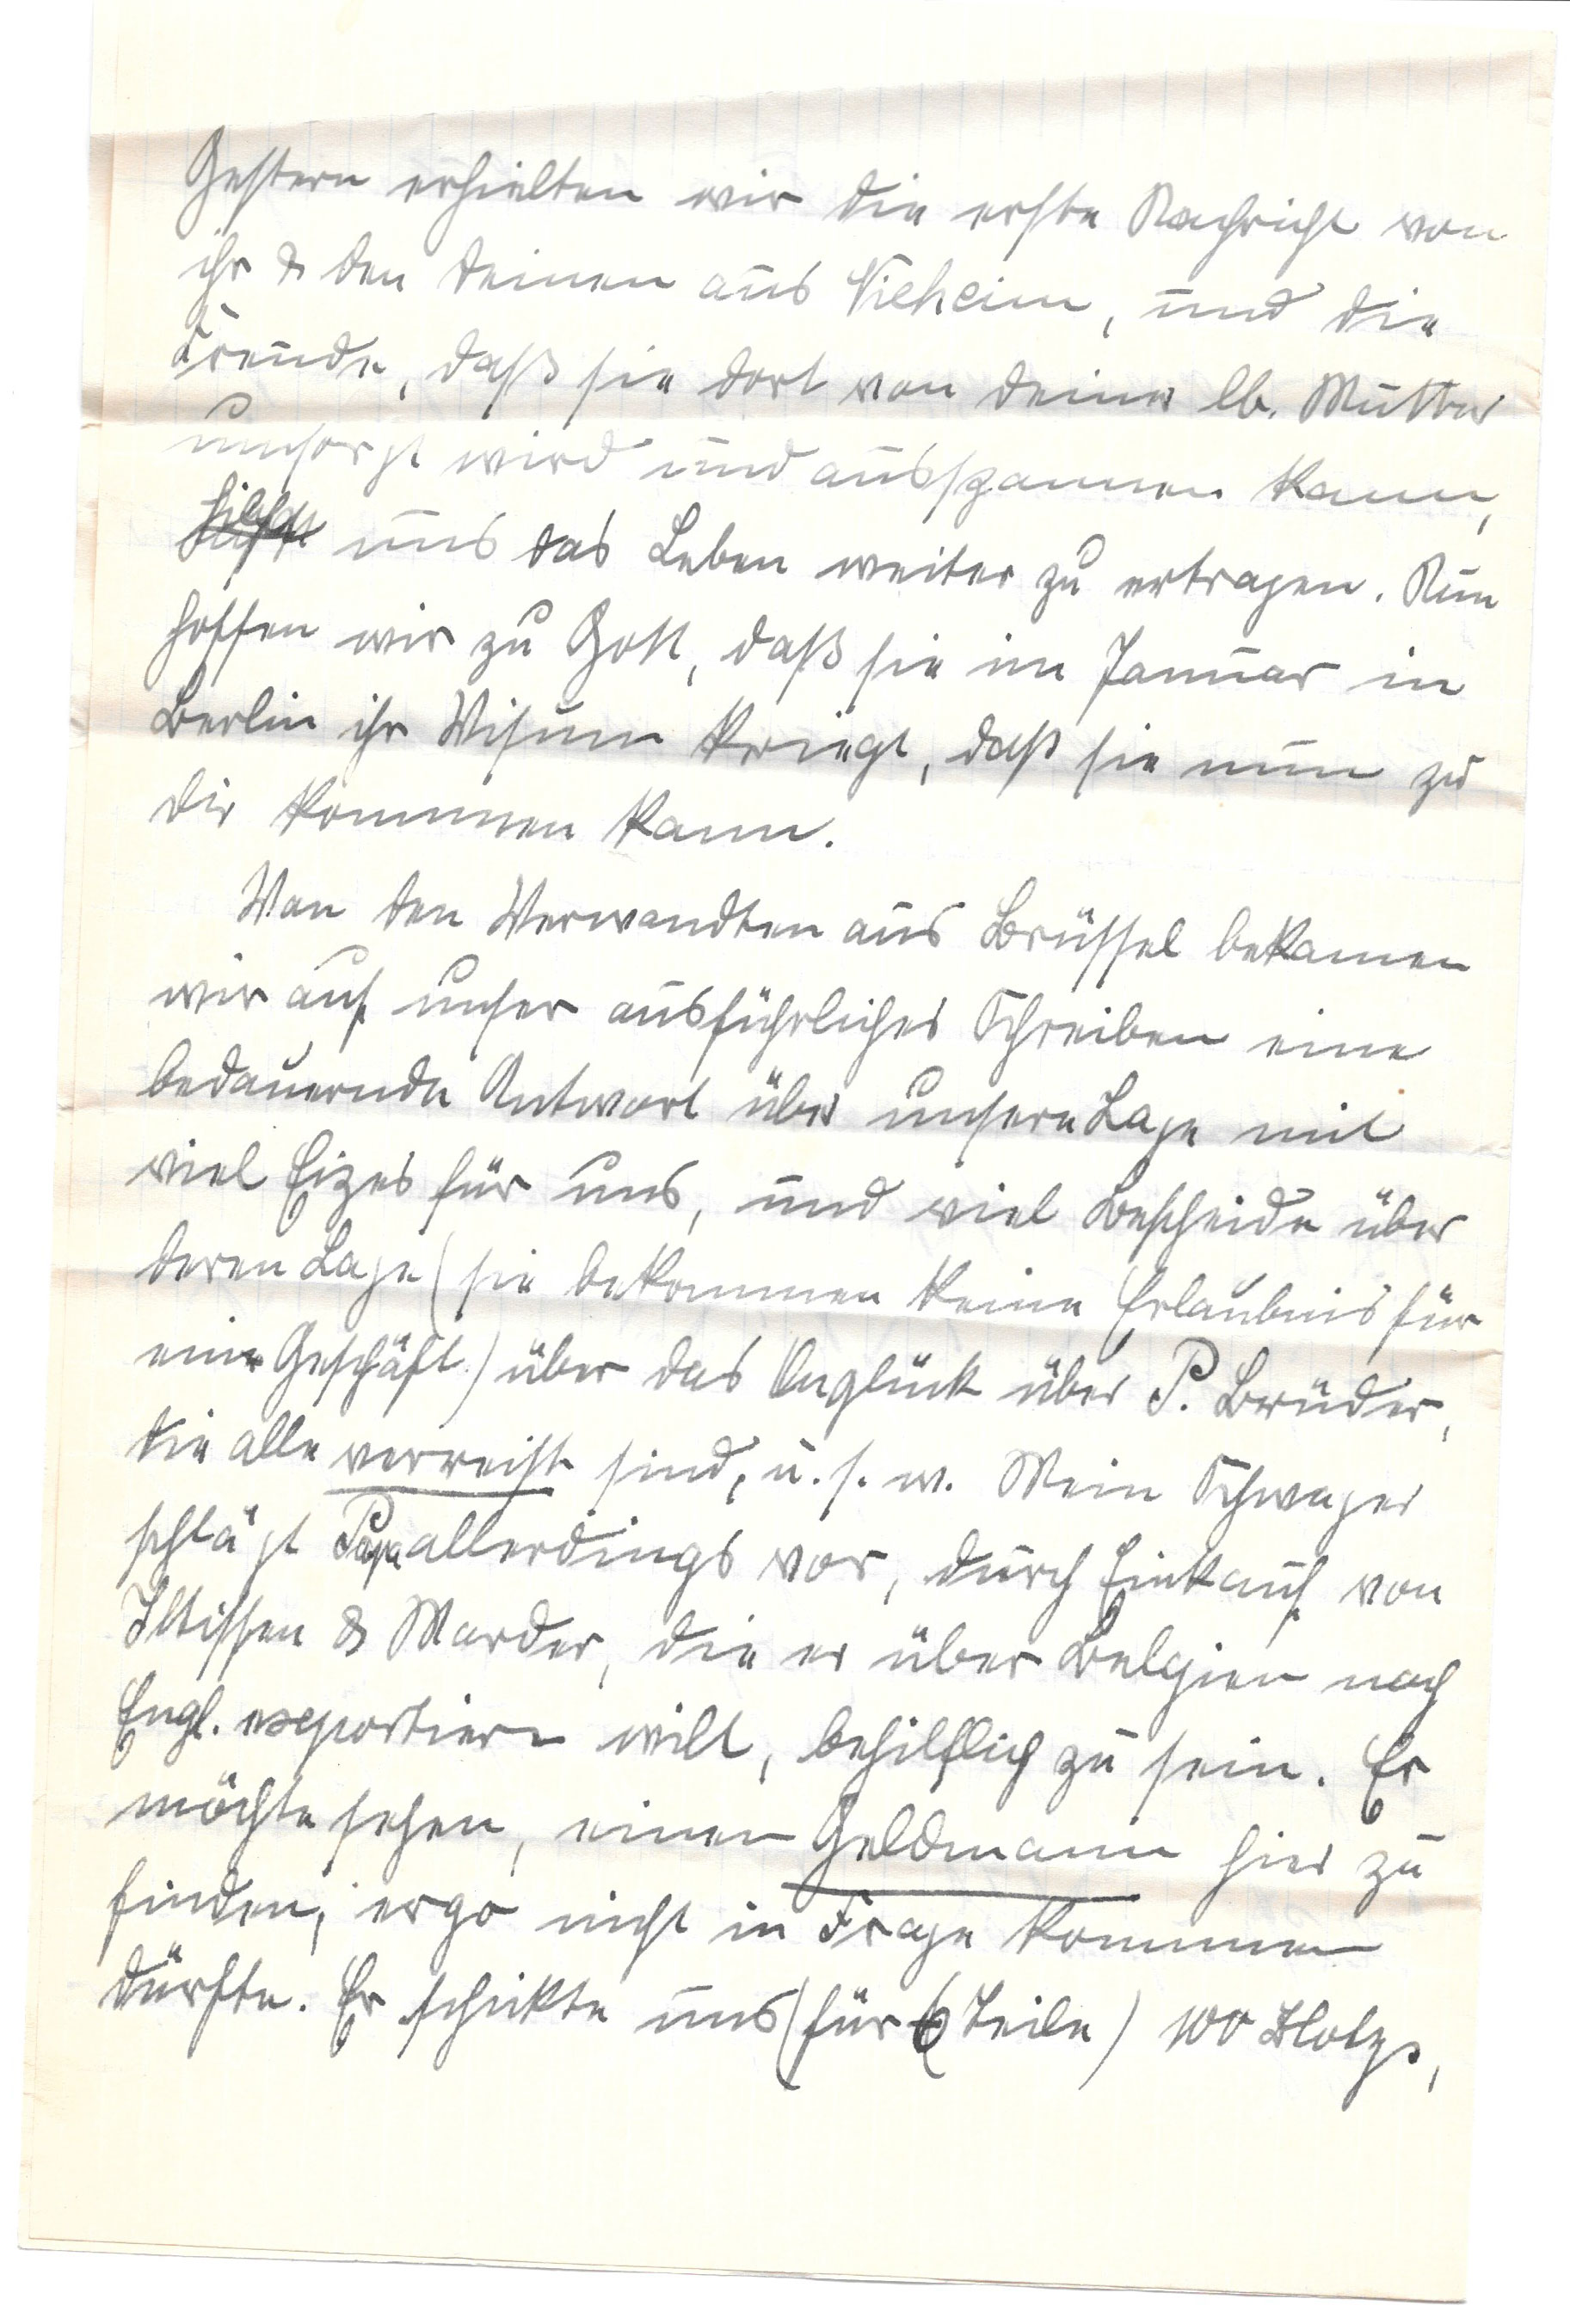 Gestern erhielten wir die erste Nachricht von
ihr & den deinen aus Nieheim, und die
Freude, daß sie dort von deiner lb. Mutter
umsorgt wird und ausspannen kann,
hilft uns das Leben weiter zu ertragen. Nun
hoffen wir zu Gott, daß sie im Januar in
Berlin ihr Visum kriegt, daß sie nun zu
dir kommen kann.
Von den Verwandten aus Brüssel bekamen
wir auf unser ausführliches Schreiben eine
bedauernde Antwort über unsere Lage mit
viel Eizes für uns, und viel Bescheide über
deren Lage (sie bekommen keine Erlaubnis für
ein Geschäft.) über das Unglück über P. Brüder,
die alle verreist sind, u. s. w. Mein Schwager
schlägt Papa allerdings vor, durch Einkauf von
Iltissen & Marder, die er über Belgien nach
Engl. exportieren will, behilflich zu sein. Er
möchte sehen, einen Geldmann hier zu
finden, ergo nicht in Frage kommen
dürfte. Er schickte uns (für 6 Teile) 100 Zlotys,